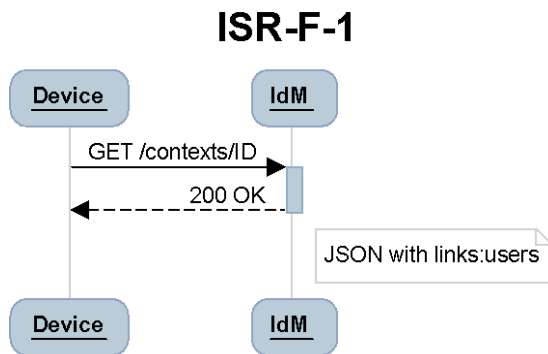 ISR-F-1
Device
IdM
GET /contexts/ID
200 OK
JSON with links:users
Device
IdM